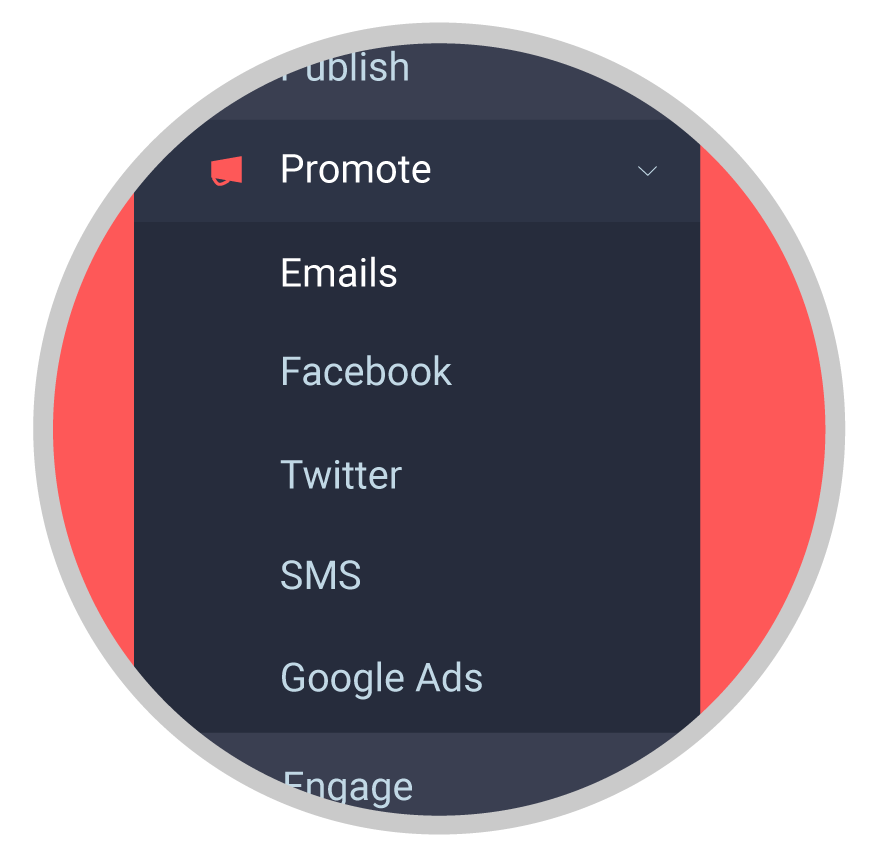 Publish
Promote
Emails
Facebook
Twitter
SMS
Google Ads
Engage